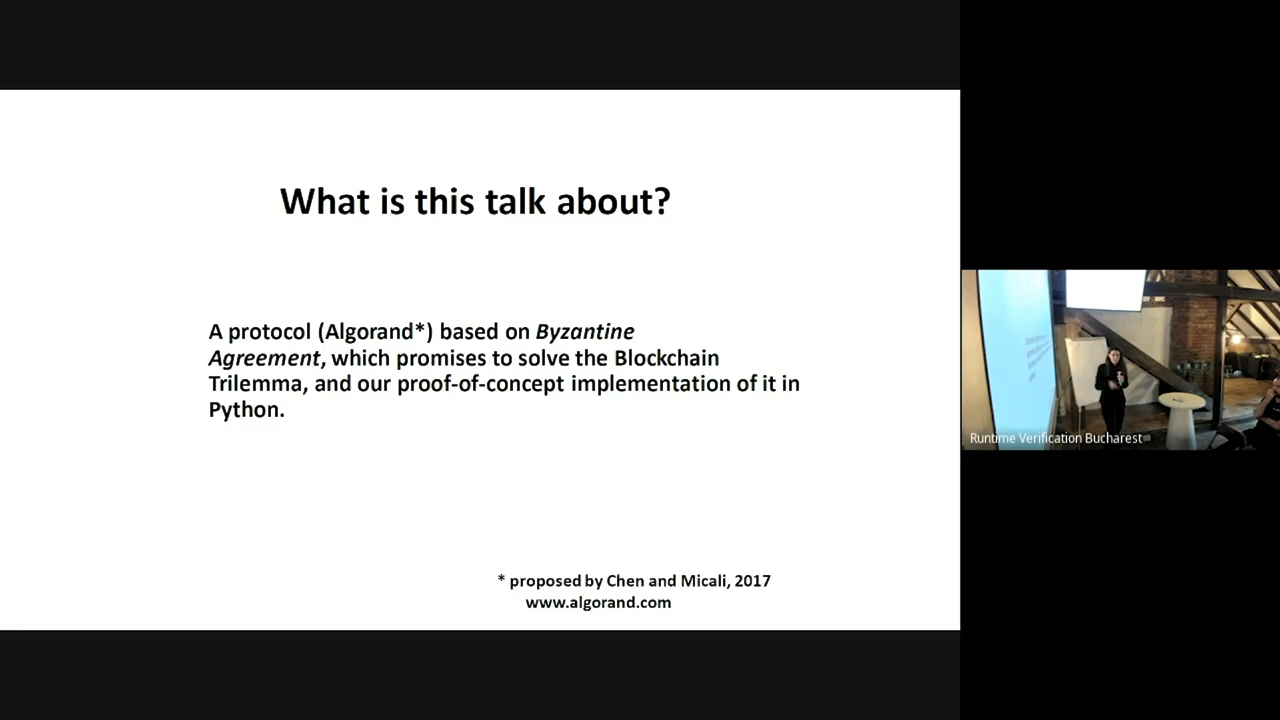 What is this talk about?
A protocol (Algorand*) based on Byzantine
Agreement, which promises to solve the Blockchain
Trilemma, and our proof-of-concept implementation of it in
Python.
* proposed by Chen and Micali, 2017
www.algorand.com
Runtime Verification Bucharest